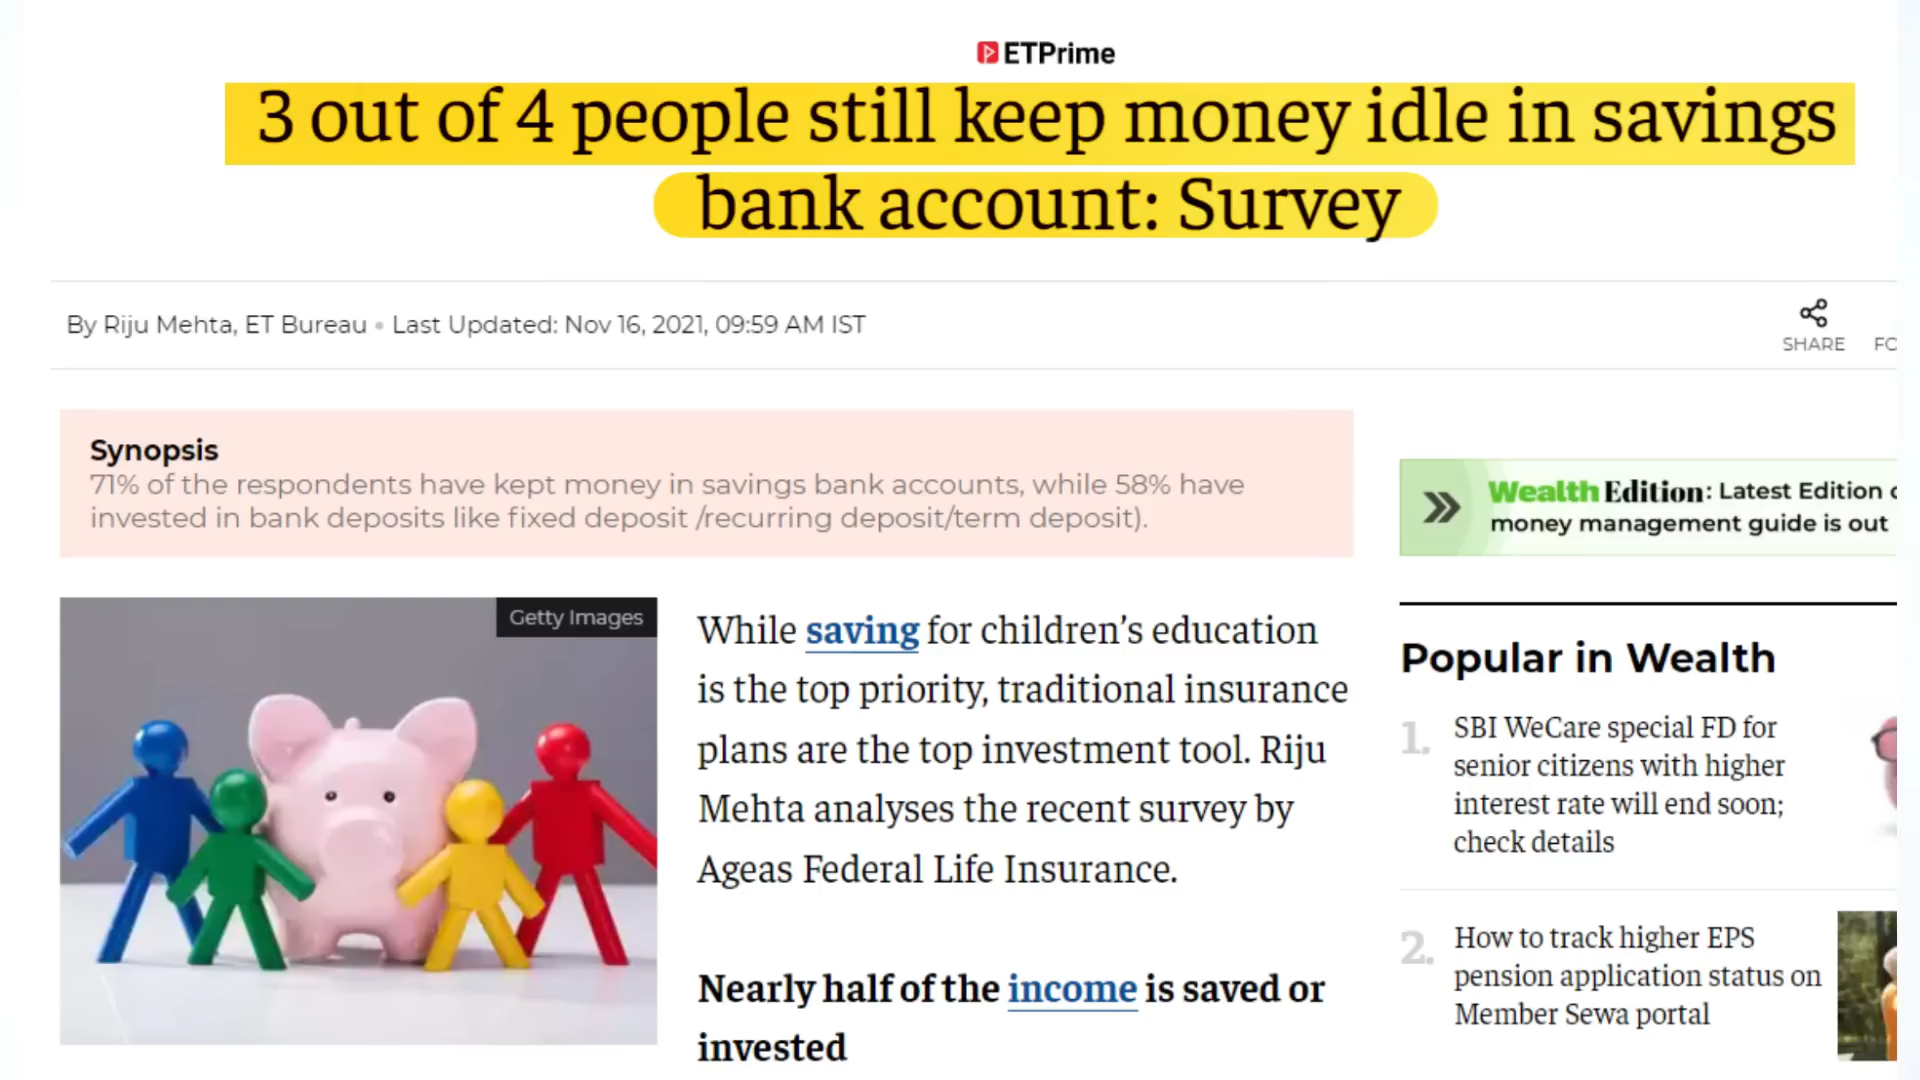 ETPrime
3 out of 4 people still keep money idle in savings
bank account: Survey
By Riju Mehta, ET Bureau • Last Updated: Nov 16, 2021, 09:59 AM IST
SHARE
FO
Synopsis
71% of the respondents have kept money in savings bank accounts, while 58% have
invested in bank deposits like fixed deposit /recurring deposit/term deposit).
Getty Images
While saving for children’s education
is the top priority, traditional insurance
plans are the top investment tool. Riju
Mehta analyses the recent survey by
Ageas Federal Life Insurance.
Nearly half of the income is saved or
invested
Wealth Edition: Latest Edition
money management guide is out
Popular in Wealth
1. SBI WeCare special FD for
senior citizens with higher
interest rate will end soon;
check details
2. How to track higher EPS
pension application status on
Member Sewa portal